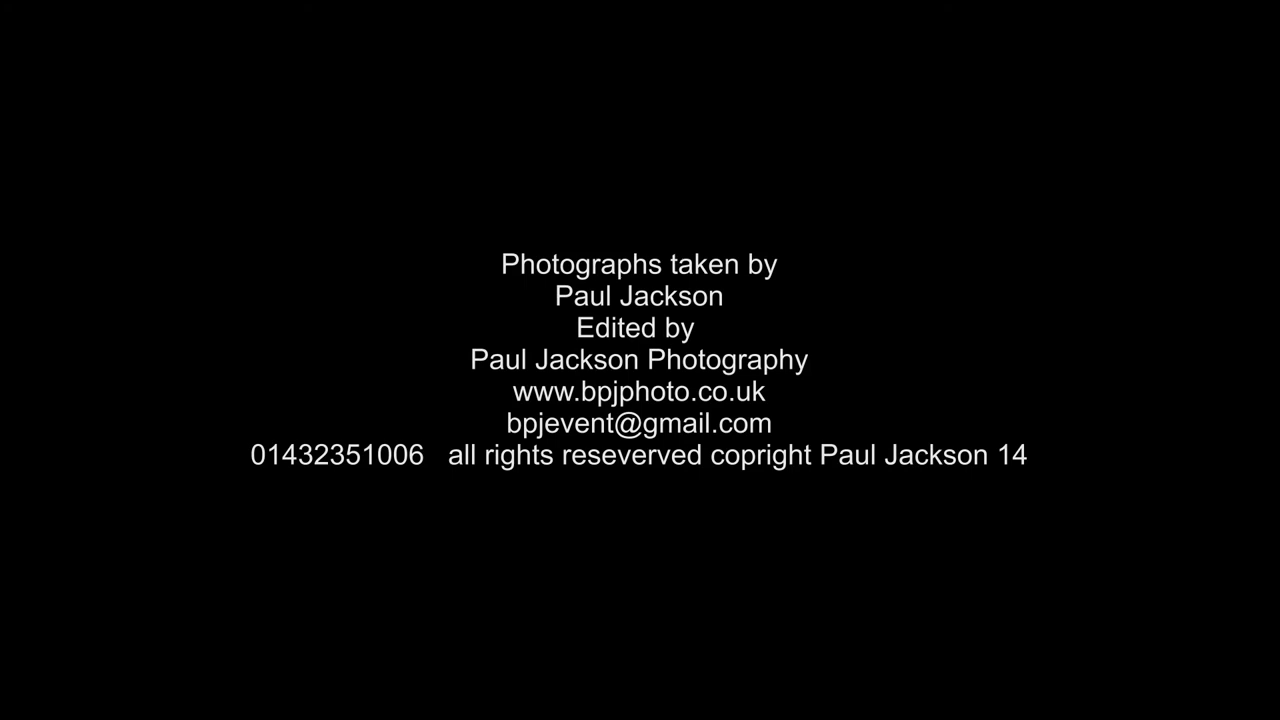 Photographs taken by
Paul Jackson
Edited by
Paul Jackson Photography
www.bpjphoto.co.uk
bpjevent@gmail.com
01432351006   all rights reseverved copright Paul Jackson 14